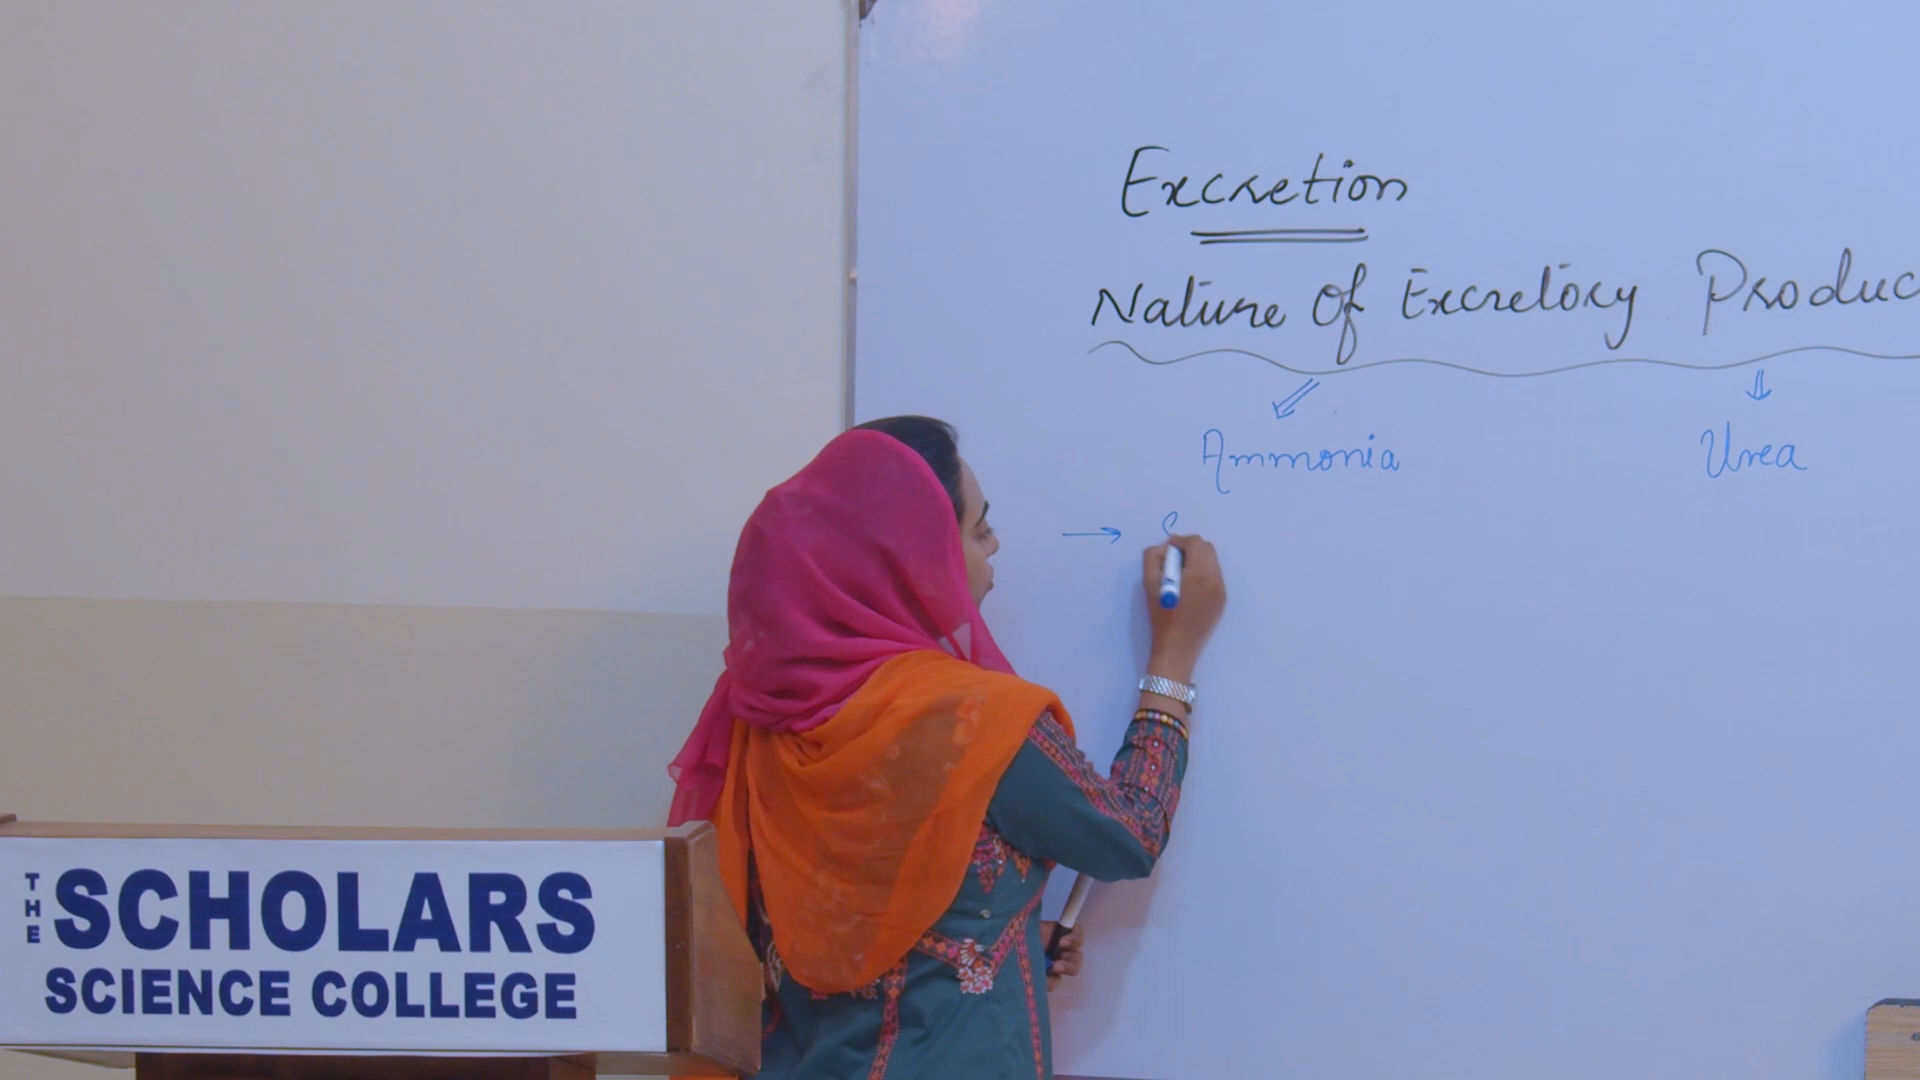 Excretion
Nature Of Excretory Produc
Ammonia
Urea
→ S
THE SCHOLARS
SCIENCE COLLEGE